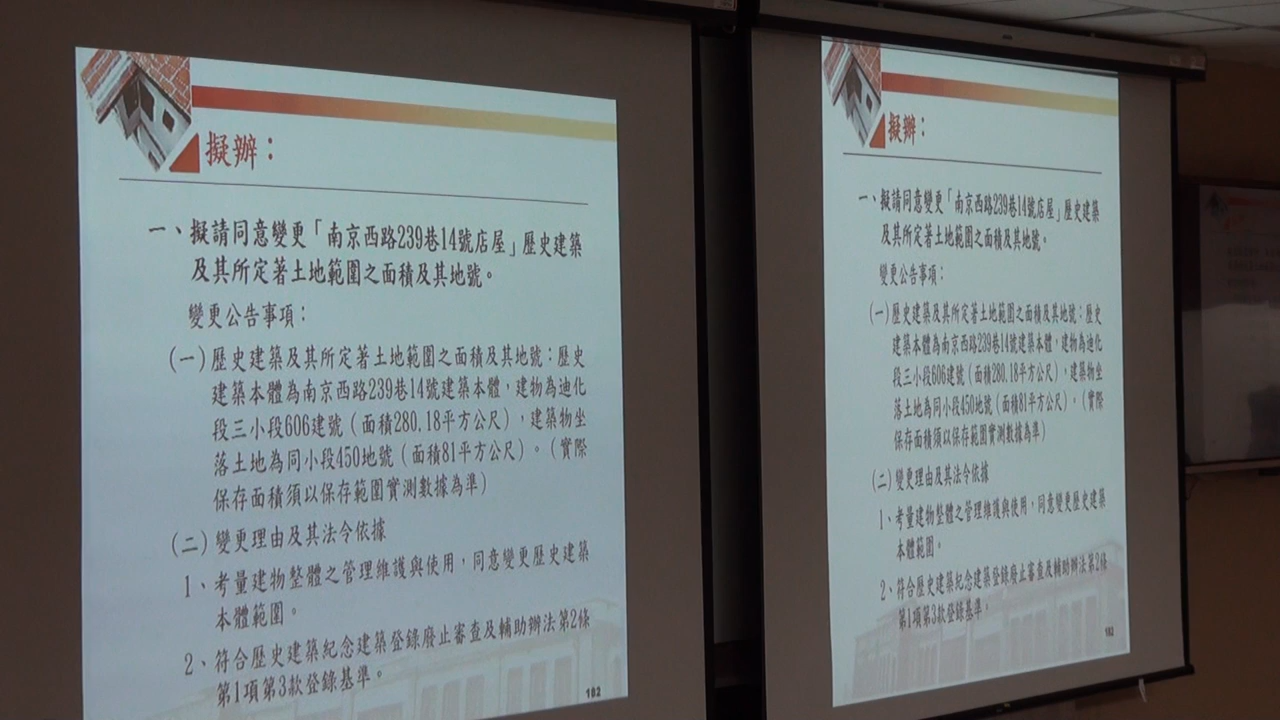 擬辦：
一、擬請同意變更「南京西路239巷14號店屋」歷史建築
及其所定著土地範圍之面積及其地號。
變更公告事項：
(一)歷史建築及其所定著土地範圍之面積及其地號：歷史
建築本體為南京西路239巷14號建築本體，建物為迪化
段三小段606建號（面積280.18平方公尺），建築物坐
落土地為同小段450地號（面積81平方公尺）。（實際
保存面積須以保存範圍實測數據為準）
(二)變更理由及其法令依據
1、考量建物整體之管理維護與使用，同意變更歷史建築
本體範圍。
2、符合歷史建築紀念建築登錄廢止審查及輔助辦法第2條
第1項第3款登錄基準。
182
擬辦：
一、擬請同意變更「南京西路239巷14號店屋」歷史建築
及其所定著土地範圍之面積及其地號。
變更公告事項：
(一)歷史建築及其所定著土地範圍之面積及其地號：歷史
建築本體為南京西路239巷14號建築本體，建物為迪化
段三小段606建號（面積280.18平方公尺），建築物坐
落土地為同小段450地號（面積81平方公尺）。（實際
保存面積須以保存範圍實測數據為準）
(二)變更理由及其法令依據
1、考量建物整體之管理維護與使用，同意變更歷史建築
本體範圍。
2、符合歷史建築紀念建築登錄廢止審查及輔助辦法第2條
第1項第3款登錄基準。
182